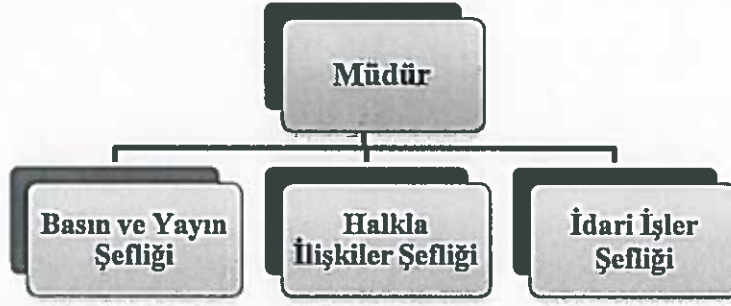 Müdür
Basın ve Yayın
Şefliği
Halkla
İlişkiler Şefliği
İdari İşler
Şefliği